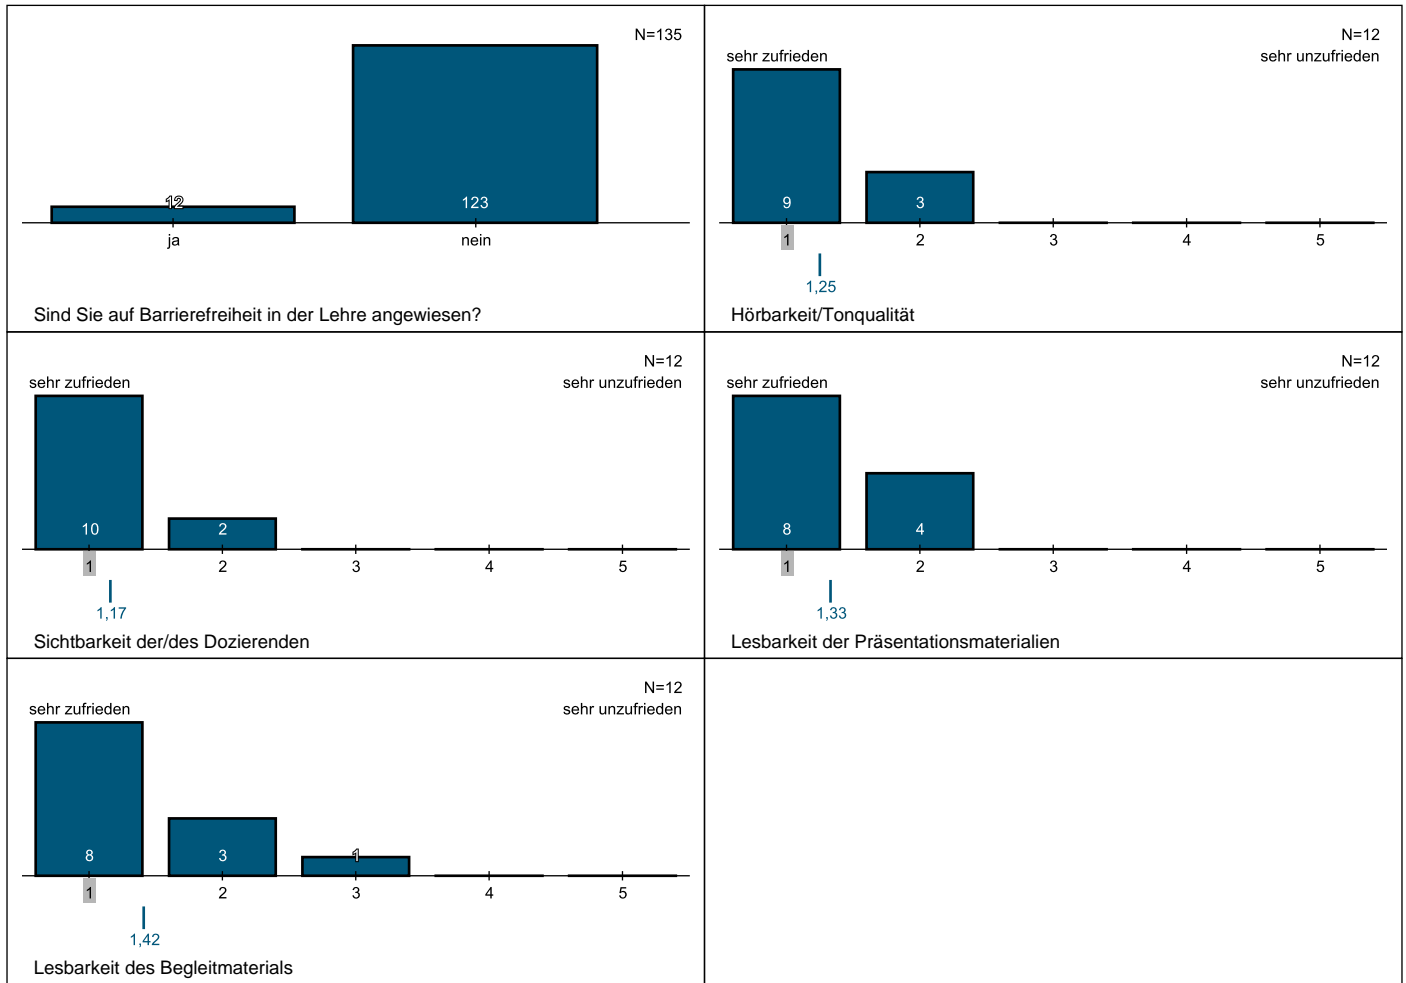 N=135
12
123
ja
nein
Sind Sie auf Barrierefreiheit in der Lehre angewiesen?
N=12
sehr zufrieden
sehr unzufrieden
9
3
1
2
3
4
5
1,25
Hörbarkeit/Tonqualität
N=12
sehr zufrieden
sehr unzufrieden
10
2
1
2
3
4
5
1,17
Sichtbarkeit der/des Dozierenden
N=12
sehr zufrieden
sehr unzufrieden
8
4
1
2
3
4
5
1,33
Lesbarkeit der Präsentationsmaterialien
N=12
sehr zufrieden
sehr unzufrieden
8
3
1
1
2
3
4
5
1,42
Lesbarkeit des Begleitmaterials